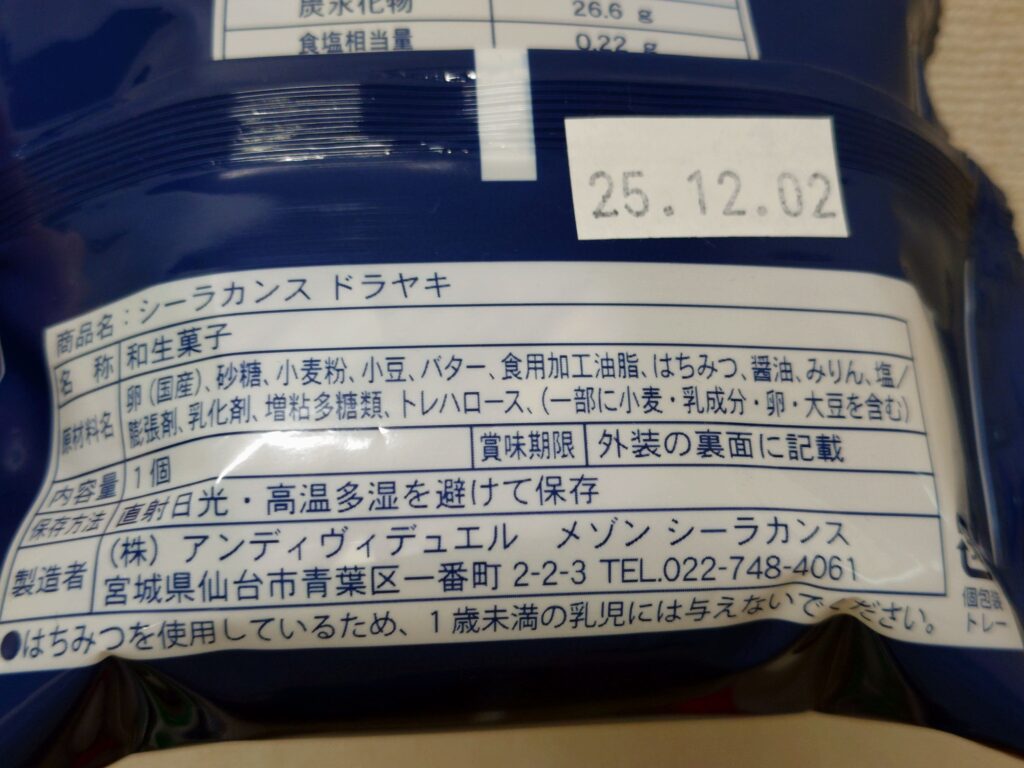 炭水化物 26.6 g
食塩相当量 0.22 g
25.12.02
商品名：シーラカンス ドラヤキ
名 称 和生菓子
原材料名 卵（国産）、砂糖、小麦粉、小豆、バター、食用加工油脂、はちみつ、醤油、みりん、塩／
膨張剤、乳化剤、増粘多糖類、トレハロース、（一部に小麦・乳成分・卵・大豆を含む）
内容量 1個 賞味期限 外装の裏面に記載
保存方法 直射日光・高温多湿を避けて保存
製造者 （株） アンディヴィデュエル メゾン シーラカンス
宮城県仙台市青葉区一番町 2-2-3 TEL.022-748-4061
●はちみつを使用しているため、1歳未満の乳児には与えないでください。
個包装
トレー